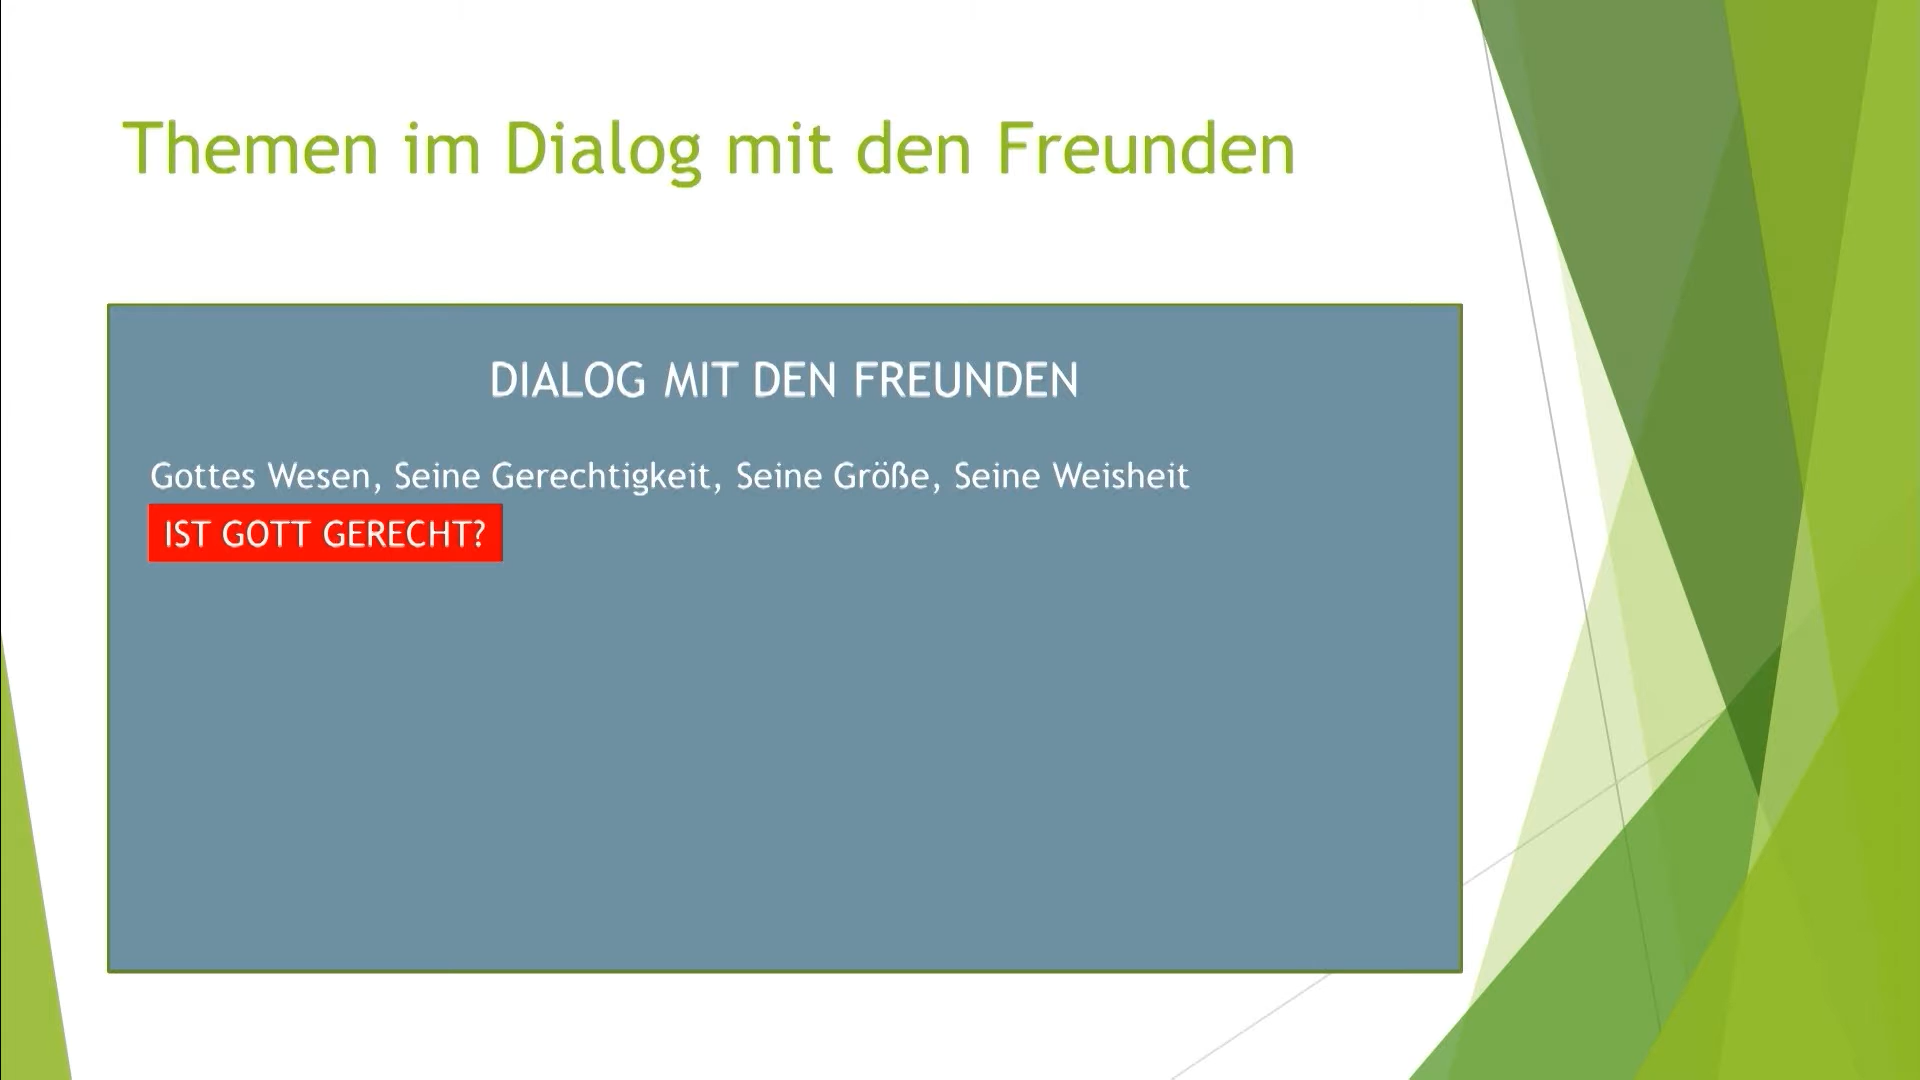 Themen im Dialog mit den Freunden
DIALOG MIT DEN FREUNDEN
Gottes Wesen, Seine Gerechtigkeit, Seine Größe, Seine Weisheit
IST GOTT GERECHT?